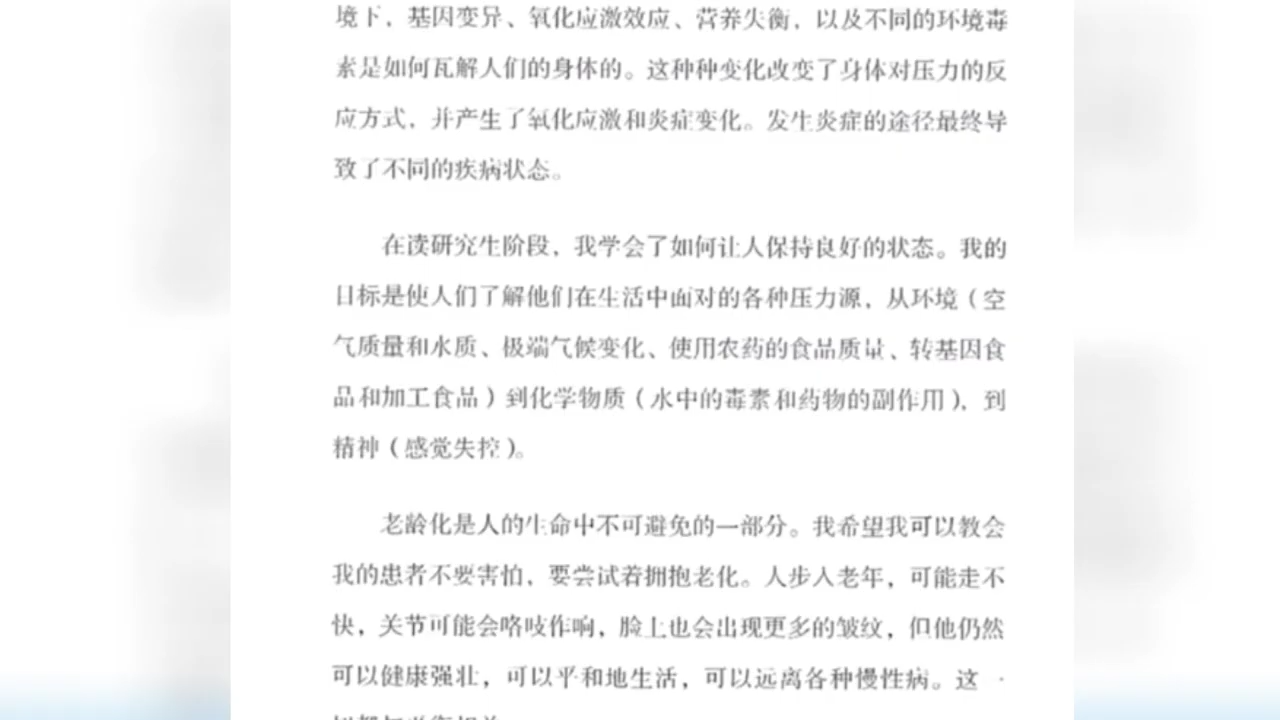 境下，基因变异、氧化应激效应、营养失衡，以及不同的环境毒
素是如何瓦解人们的身体的。这种种变化改变了身体对压力的反
应方式，并产生了氧化应激和炎症变化。发生炎症的途径最终导
致了不同的疾病状态。
在读研究生阶段，我学会了如何让人保持良好的状态。我的
目标是使人们了解他们在生活中面对的各种压力源，从环境（空
气质量和水质、极端气候变化、使用农药的食品质量、转基因食
品和加工食品）到化学物质（水中的毒素和药物的副作用），到
精神（感觉失控）。
老龄化是人的生命中不可避免的一部分。我希望我可以教会
我的患者不要害怕，要尝试着拥抱老化。人步入老年，可能走不
快，关节可能会咯吱作响，脸上也会出现更多的皱纹，但他仍然
可以健康强壮，可以平和地生活，可以远离各种慢性病。这一